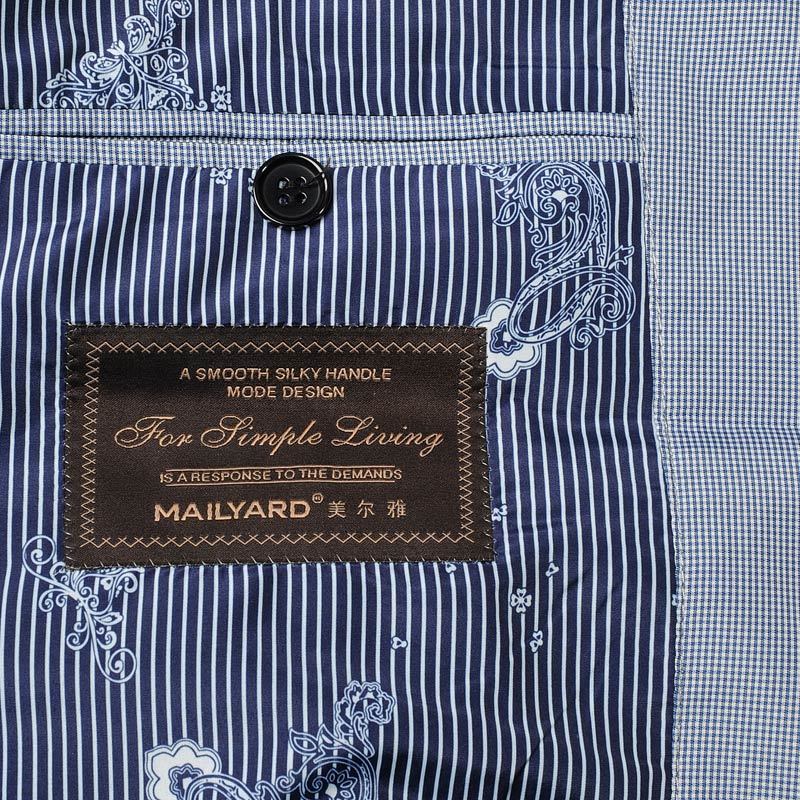 A SMOOTH SILKY HANDLE
MODE DESIGN
For Simple Living
IS A RESPONSE TO THE DEMANDS
MAILYARD® 美尔雅